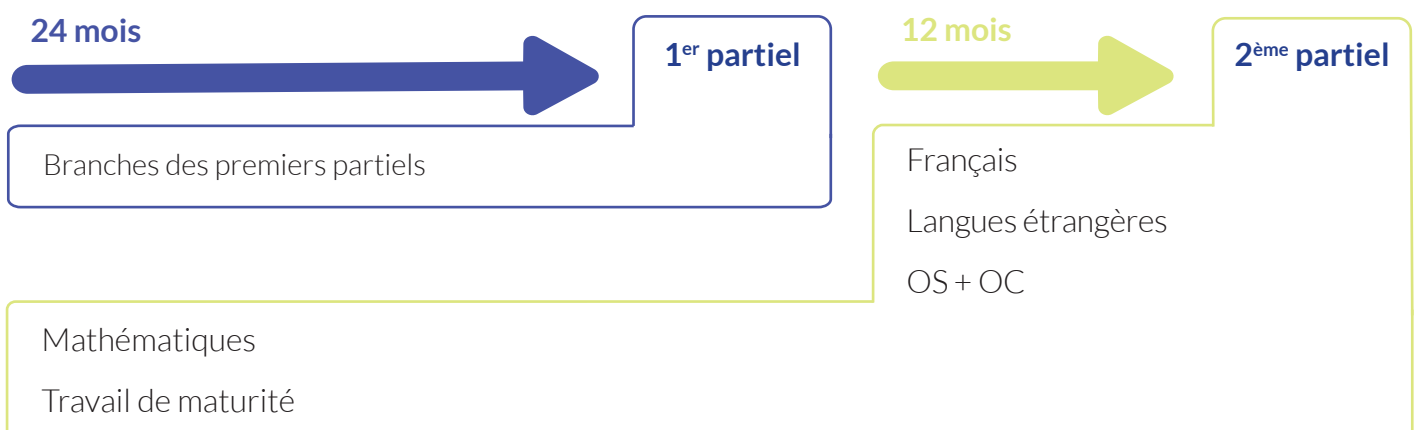 24 mois
1er partiel
12 mois
2ème partiel
Branches des premiers partiels
Français
Langues étrangères
OS + OC
Mathématiques
Travail de maturité